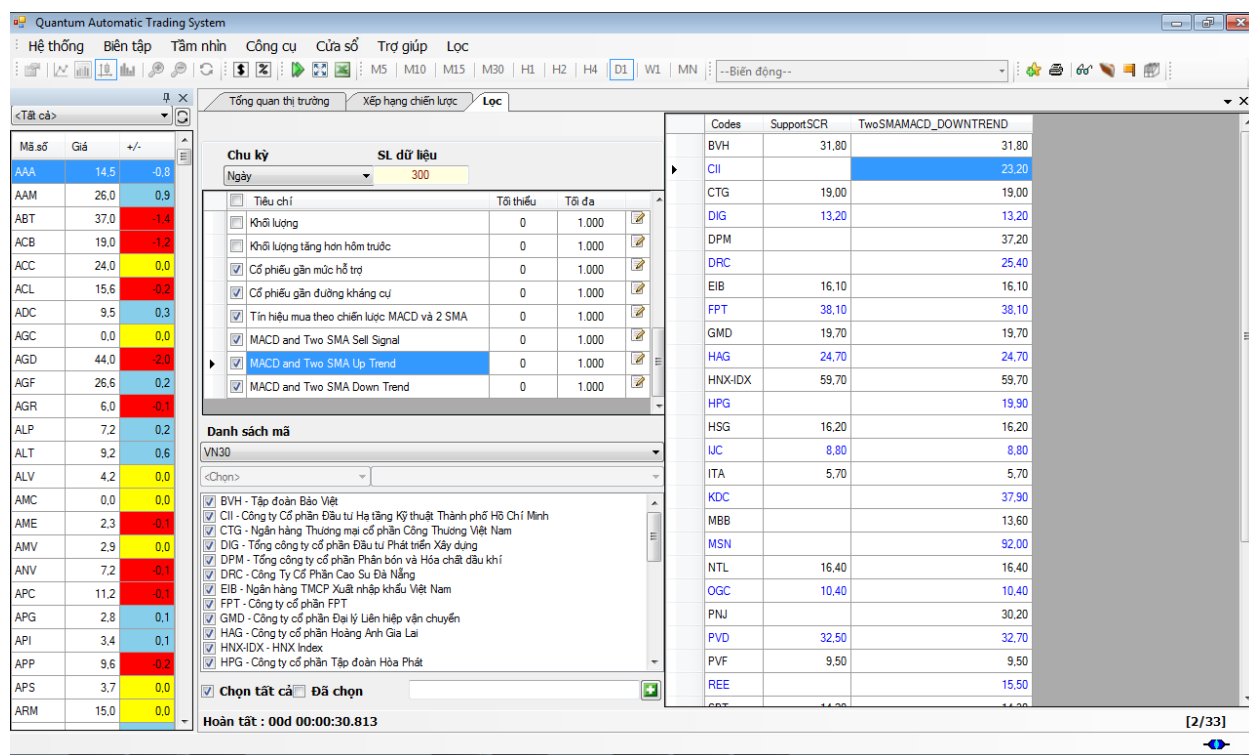 Quantum Automatic Trading System
Hệ thống Biên tập Tầm nhìn Công cụ Cửa sổ Trợ giúp Lọc
M5 M10 M15 M30 H1 H2 H4 D1 W1 MN --Biến động--
Tổng quan thị trường Xếp hạng chiến lược Lọc
<Tất cả>
Mã số Giá +/-
AAA 14,5 -0,8
AAM 26,0 0,9
ABT 37,0 -1,4
ACB 19,0 -1,2
ACC 24,0 0,0
ACL 15,6 -0,2
ADC 9,5 0,3
AGC 0,0 0,0
AGD 44,0 -2,0
AGF 26,6 0,2
AGR 6,0 -0,1
ALP 7,2 0,2
ALT 9,2 0,6
ALV 4,2 0,0
AMC 0,0 0,0
AME 2,3 -0,1
AMV 2,9 0,0
ANV 7,2 -0,1
APC 11,2 -0,1
APG 2,8 0,1
API 3,4 0,1
APP 9,6 -0,2
APS 3,7 0,0
ARM 15,0 0,0
Chu kỳ SL dữ liệu
Ngày 300
Tiêu chí Tối thiểu Tối đa
Khối lượng 0 1.000
Khối lượng tăng hơn hôm trước 0 1.000
Cổ phiếu gần mức hỗ trợ 0 1.000
Cổ phiếu gần đường kháng cự 0 1.000
Tín hiệu mua theo chiến lược MACD và 2 SMA 0 1.000
MACD and Two SMA Sell Signal 0 1.000
MACD and Two SMA Up Trend 0 1.000
MACD and Two SMA Down Trend 0 1.000
Danh sách mã
VN30
<Chọn>
BVH - Tập đoàn Bảo Việt
CII - Công ty Cổ phần Đầu tư Hạ tầng Kỹ thuật Thành phố Hồ Chí Minh
CTG - Ngân hàng Thương mại cổ phần Công Thương Việt Nam
DIG - Tổng công ty cổ phần Đầu tư Phát triển Xây dựng
DPM - Tổng công ty cổ phần Phân bón và Hóa chất dầu khí
DRC - Công Ty Cổ Phần Cao Su Đà Nẵng
EIB - Ngân hàng TMCP Xuất nhập khẩu Việt Nam
FPT - Công ty cổ phần FPT
GMD - Công ty cổ phần Đại lý Liên hiệp vận chuyển
HAG - Công ty cổ phần Hoàng Anh Gia Lai
HNX-IDX - HNX Index
HPG - Công ty cổ phần Tập đoàn Hòa Phát
Chọn tất cả Đã chọn
Codes SupportSCR TwoSMAMACD_DOWNTREND
BVH 31,80 31,80
CII 23,20
CTG 19,00 19,00
DIG 13,20 13,20
DPM 37,20
DRC 25,40
EIB 16,10 16,10
FPT 38,10 38,10
GMD 19,70 19,70
HAG 24,70 24,70
HNX-IDX 59,70 59,70
HPG 19,90
HSG 16,20 16,20
IJC 8,80 8,80
ITA 5,70 5,70
KDC 37,90
MBB 13,60
MSN 92,00
NTL 16,40 16,40
OGC 10,40 10,40
PNJ 30,20
PVD 32,50 32,70
PVF 9,50 9,50
REE 15,50
Hoàn tất : 00d 00:00:30.813 [2/33]